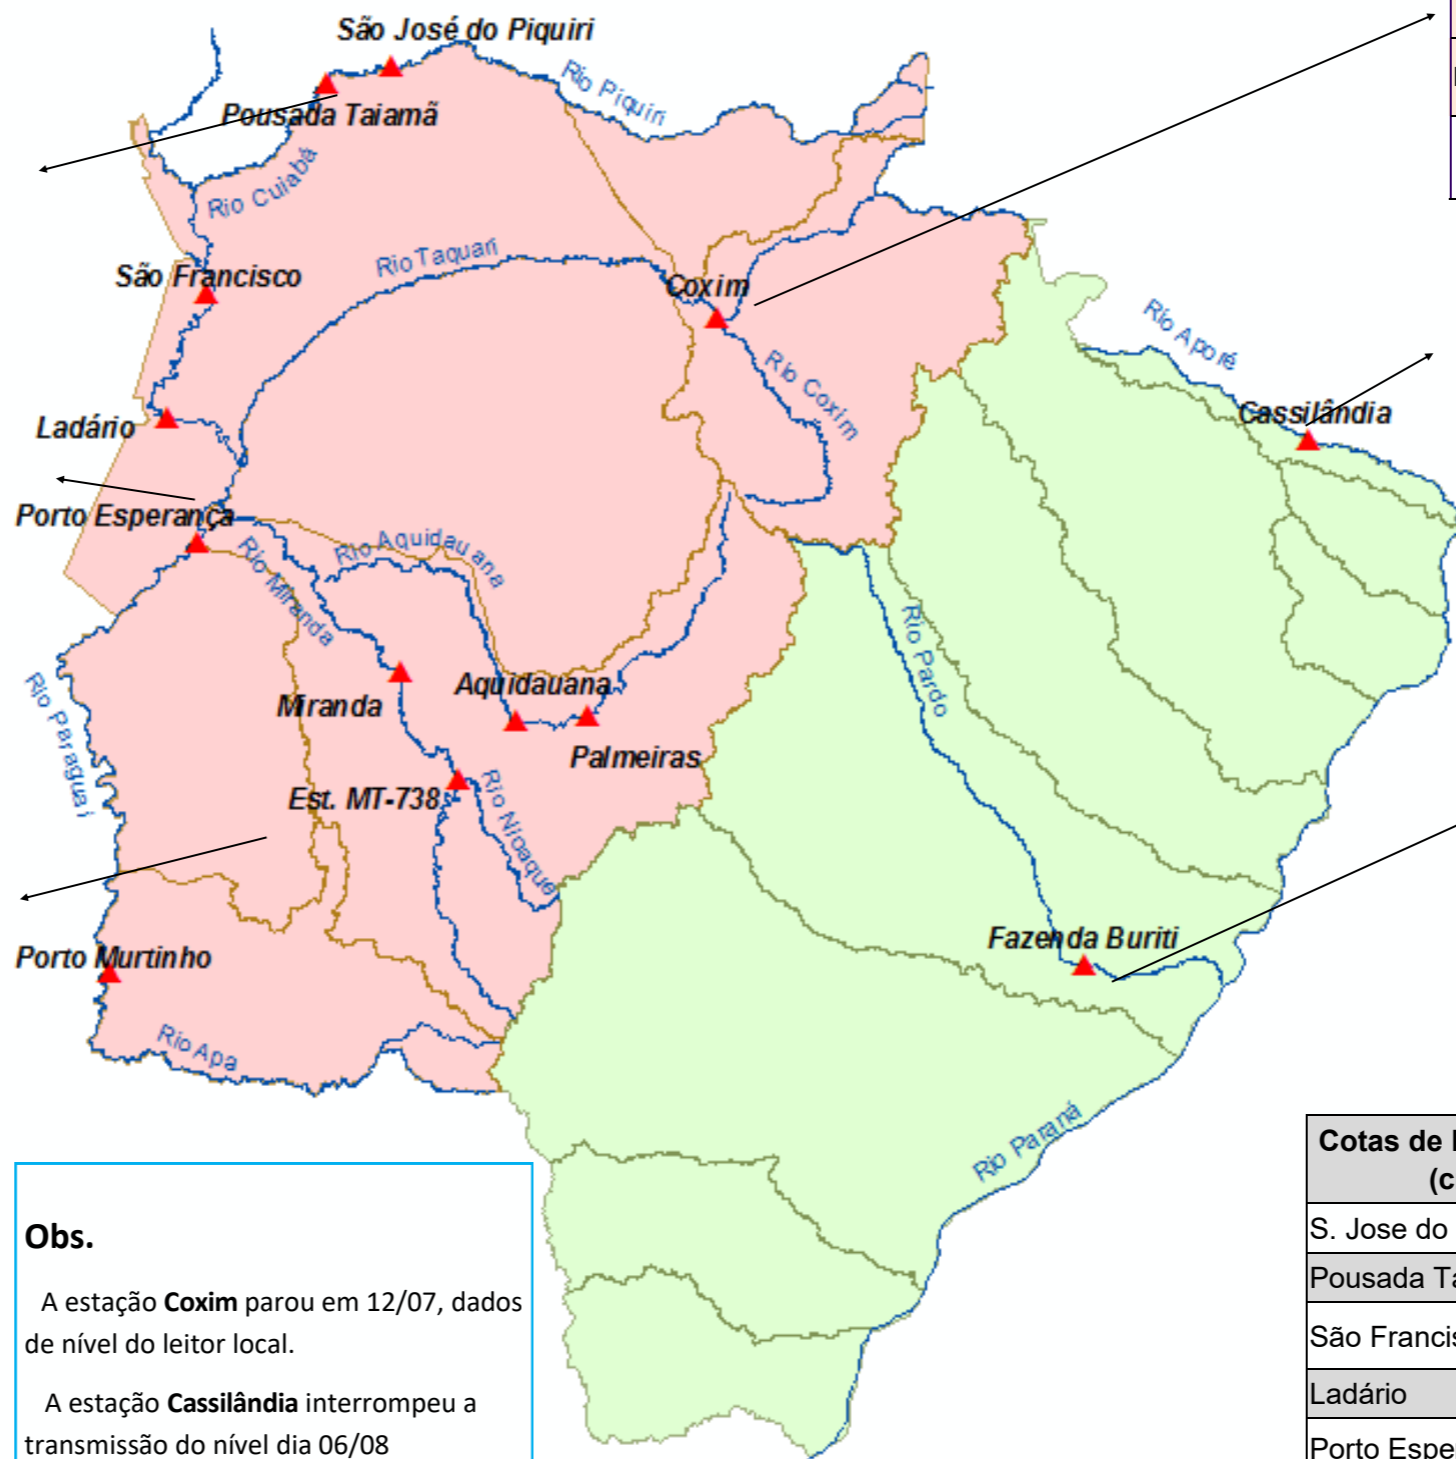 São José do Piquiri
Rio Piquiri
Pousada Taiamã
Rio Cuiabá
São Francisco
Rio Taquari
Coxim
Rio Coxim
Rio Aporé
Cassilândia
Ladário
Porto Esperança
Rio Miranda
Rio Aquidauana
Rio Pardo
Rio Paraguai
Miranda
Aquidauana
Palmeiras
Est. MT-738
Rio Nioaque
Porto Murtinho
Fazenda Buriti
Rio Apa
Rio Paraná
Obs.
A estação Coxim parou em 12/07, dados
de nível do leitor local.
A estação Cassilândia interrompeu a
transmissão do nível dia 06/08
Cotas de
(c
S. Jose do
Pousada Ta
São Francis
Ladário
Porto Espe